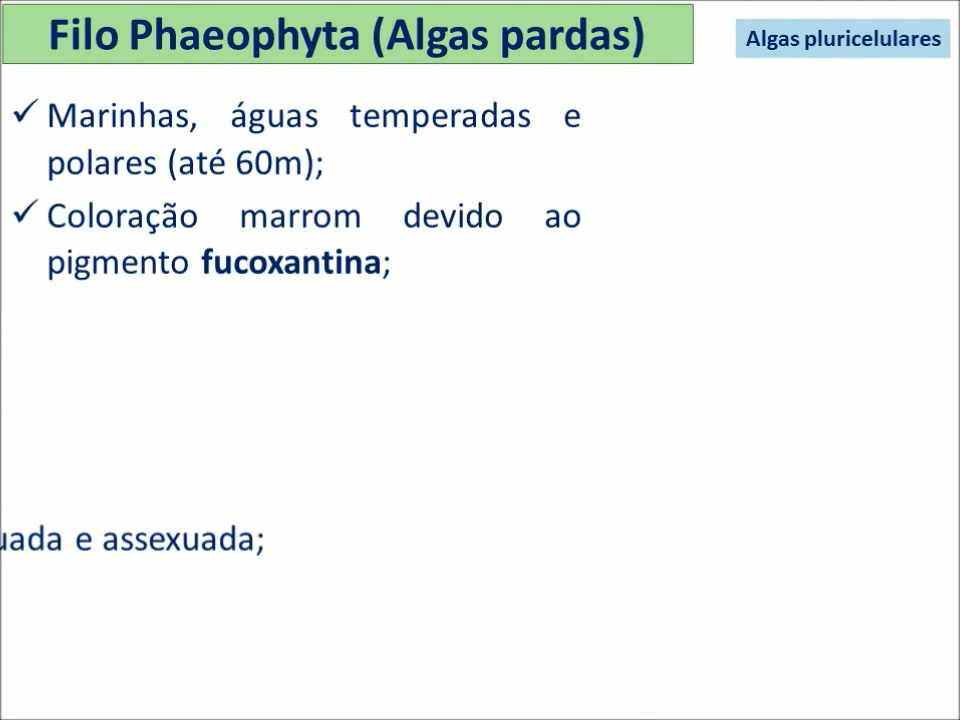 Filo Phaeophyta (Algas pardas)
Algas pluricelulares
✓ Marinhas, águas temperadas e
polares (até 60m);
✓ Coloração marrom devido ao
pigmento fucoxantina;
e assexuada;